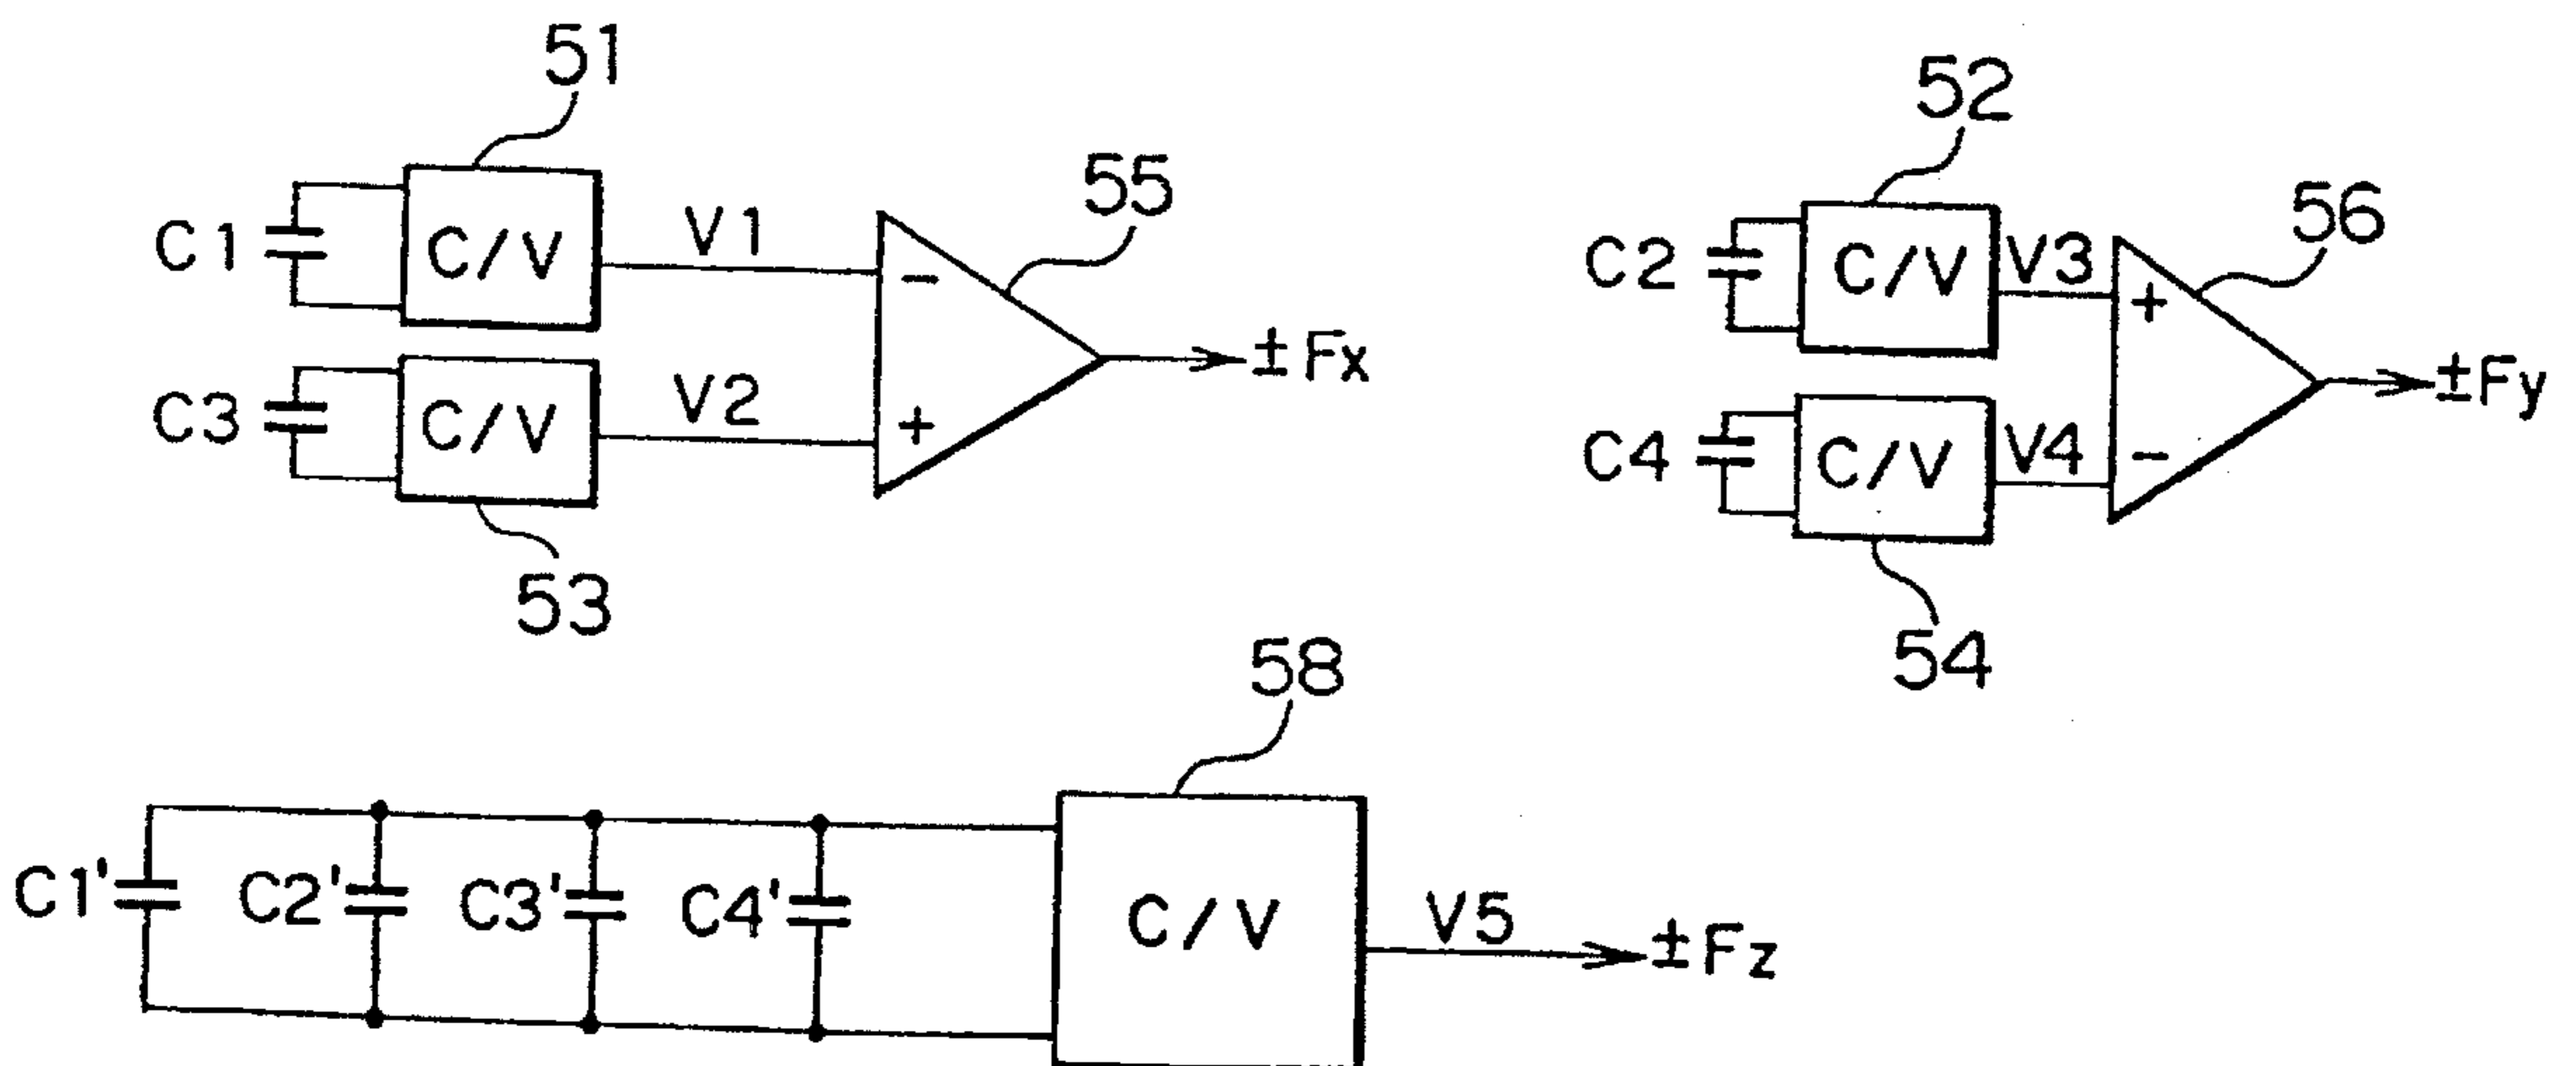 51
C1
C/V
V1
55
C3
C/V
V2
53
-
+
±Fx
52
C2
C/V
V3
56
C4
C/V
V4
54
+
-
±Fy
58
C1'
C2'
C3'
C4'
C/V
V5
±Fz